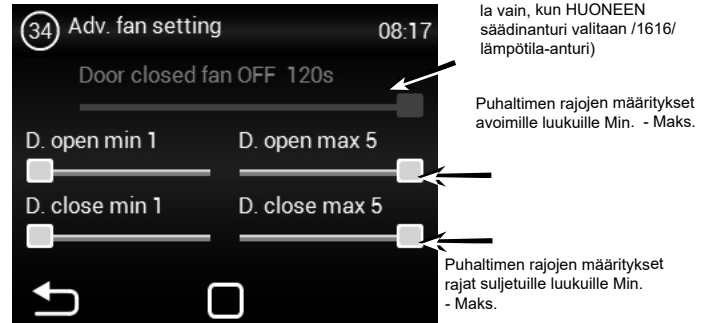 la vain, kun HUONEEN
säädinanturi valitaan /1616/
lämpötila-anturi)
34 Adv. fan setting 08:17
Door closed fan OFF 120s
Puhaltimen rajojen määritykset
avoimille luukuille Min. - Maks.
D. open min 1 D. open max 5
D. close min 1 D. close max 5
Puhaltimen rajojen määritykset
rajat suljetuille luukuille Min.
- Maks.